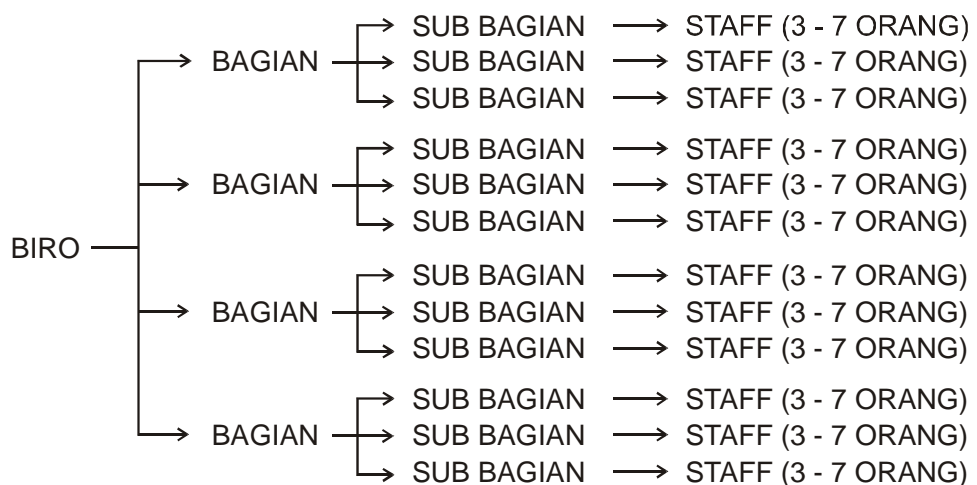 SUB BAGIAN STAFF (3 - 7 ORANG)
BAGIAN SUB BAGIAN STAFF (3 - 7 ORANG)
SUB BAGIAN STAFF (3 - 7 ORANG)
SUB BAGIAN STAFF (3 - 7 ORANG)
BAGIAN SUB BAGIAN STAFF (3 - 7 ORANG)
SUB BAGIAN STAFF (3 - 7 ORANG)
BIRO
SUB BAGIAN STAFF (3 - 7 ORANG)
BAGIAN SUB BAGIAN STAFF (3 - 7 ORANG)
SUB BAGIAN STAFF (3 - 7 ORANG)
SUB BAGIAN STAFF (3 - 7 ORANG)
BAGIAN SUB BAGIAN STAFF (3 - 7 ORANG)
SUB BAGIAN STAFF (3 - 7 ORANG)